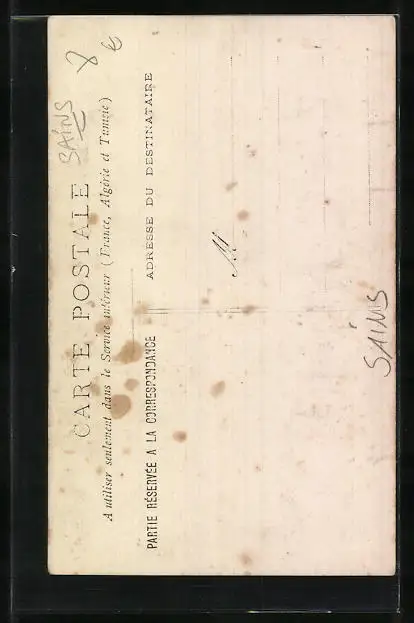 SAINS
8 €
CARTE POSTALE
A utiliser seulement dans le Service intérieur (France, Algérie et Tunisie)
PARTIE RÉSERVÉE A LA CORRESPONDANCE
ADRESSE DU DESTINATAIRE
M
SAINS